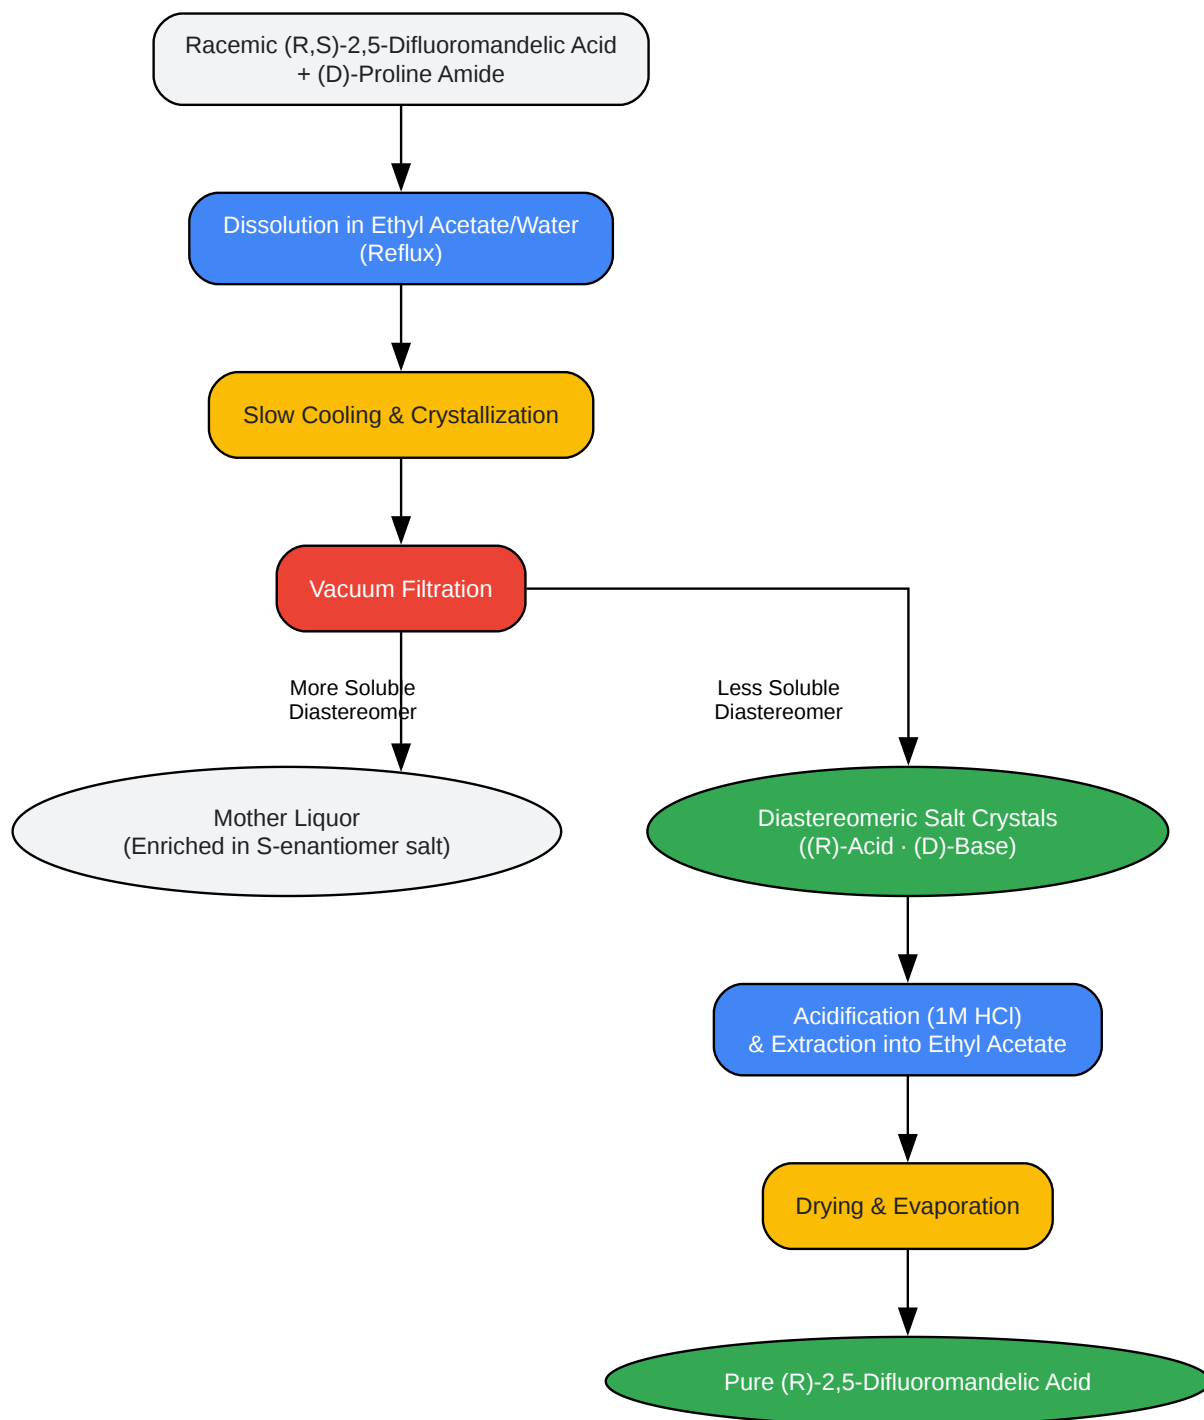 Racemic (R,S)-2,5-Difluoromandelic Acid
+ (D)-Proline Amide
Dissolution in Ethyl Acetate/Water
(Reflux)
Slow Cooling & Crystallization
Vacuum Filtration
More Soluble
Diastereomer
Less Soluble
Diastereomer
Mother Liquor
(Enriched in S-enantiomer salt)
Diastereomeric Salt Crystals
((R)-Acid · (D)-Base)
Acidification (1M HCl)
& Extraction into Ethyl Acetate
Drying & Evaporation
Pure (R)-2,5-Difluoromandelic Acid